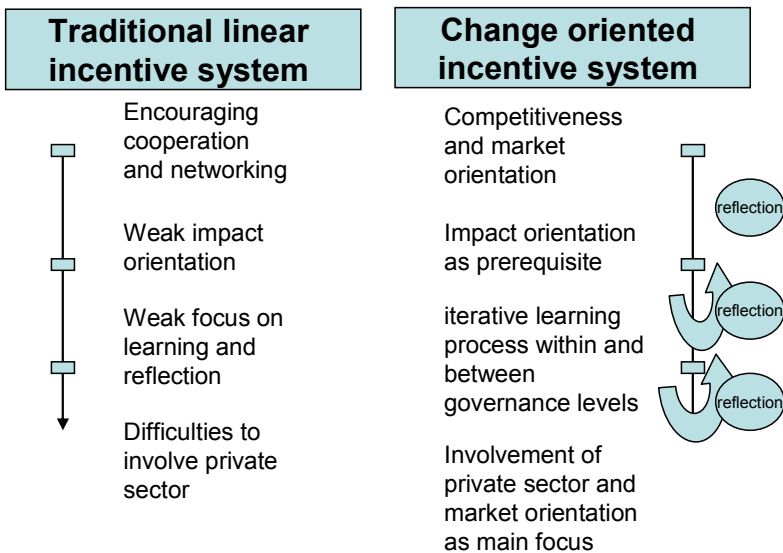 Traditional linear
incentive system
Encouraging
cooperation
and networking
Weak impact
orientation
Weak focus on
learning and
reflection
Difficulties to
involve private
sector
Change oriented
incentive system
Competitiveness
and market
orientation
reflection
Impact orientation
as prerequisite
reflection
iterative learning
process within and
between
governance levels
reflection
Involvement of
private sector and
market orientation
as main focus